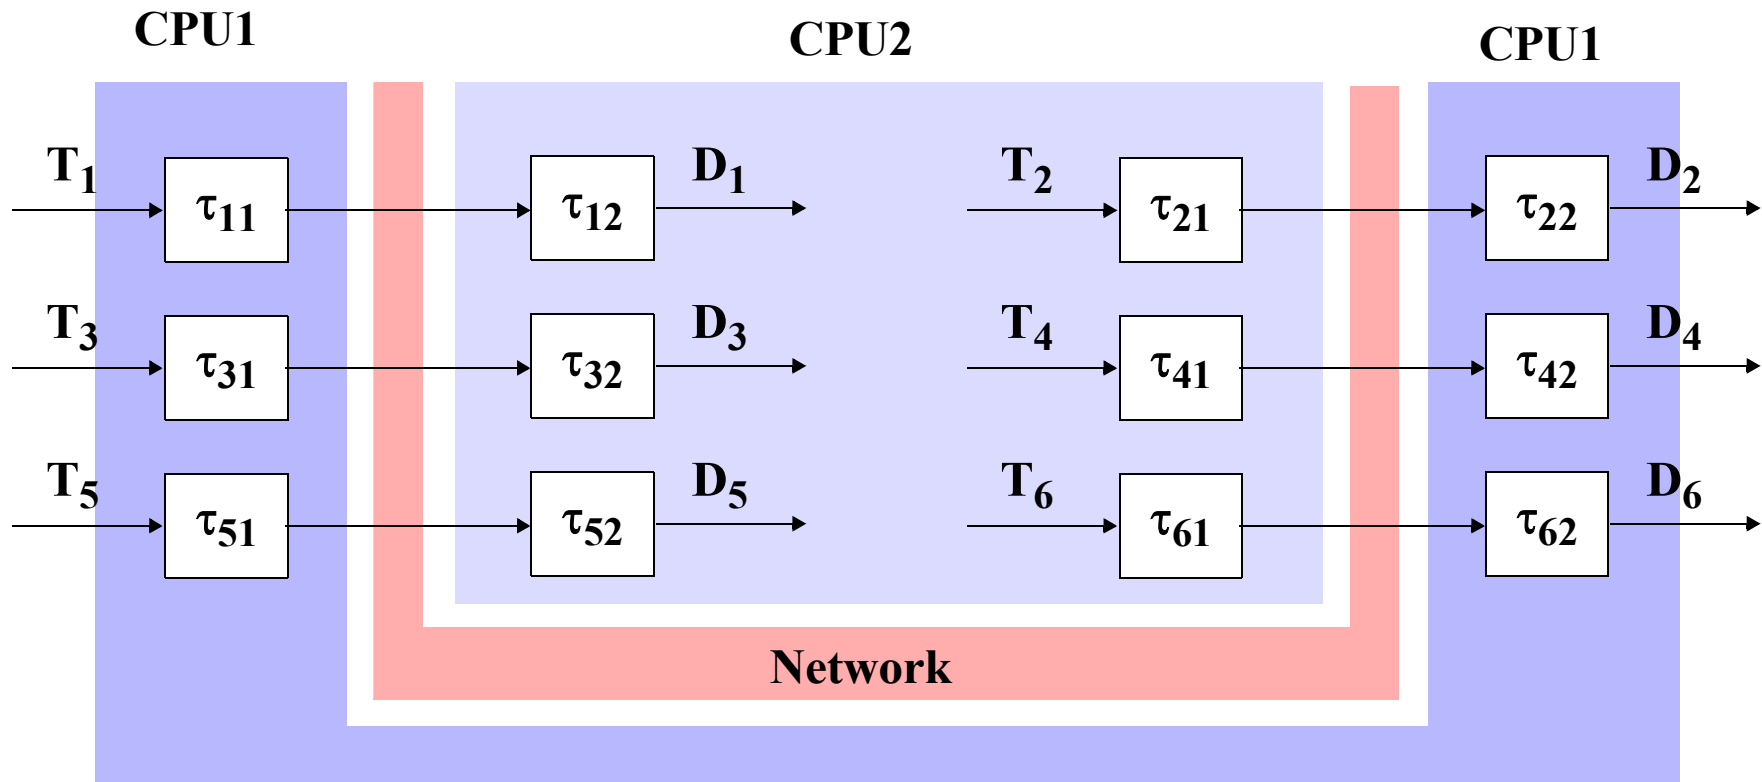 CPU1 CPU2 CPU1
T₁ τ₁₁ τ₁₂ D₁ T₂ τ₂₁ τ₂₂ D₂
T₃ τ₃₁ τ₃₂ D₃ T₄ τ₄₁ τ₄₂ D₄
T₅ τ₅₁ τ₅₂ D₅ T₆ τ₆₁ τ₆₂ D₆
Network